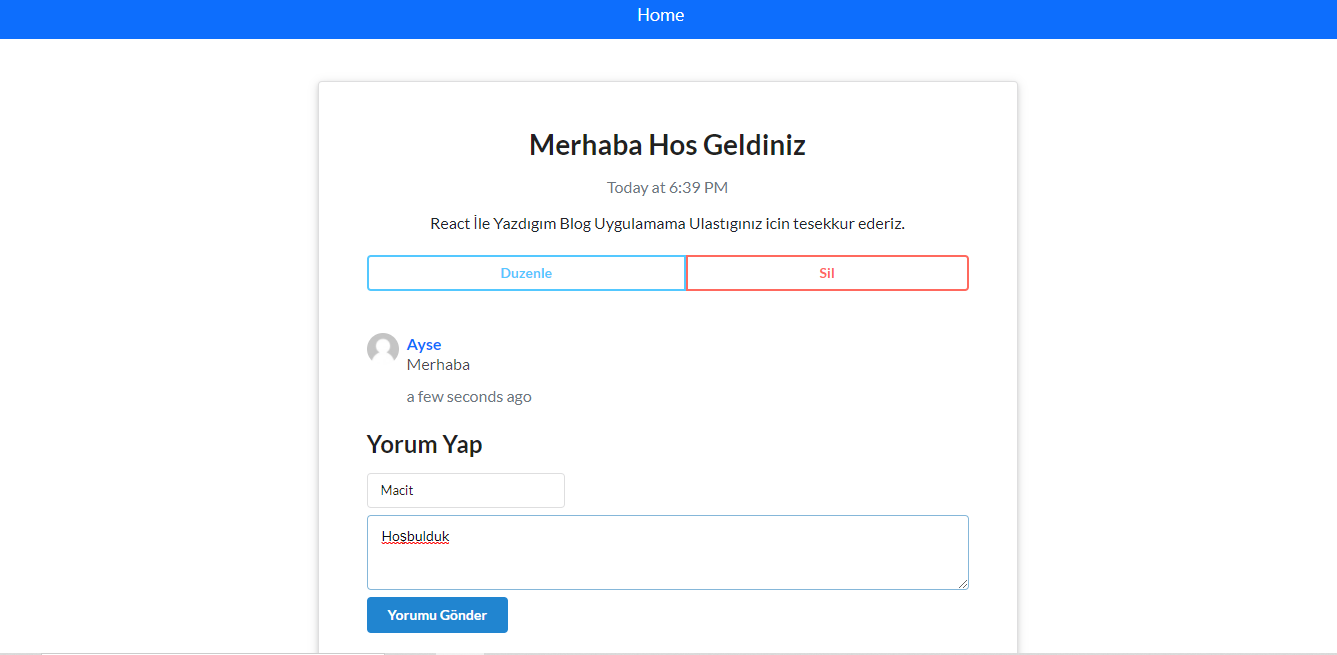 Home
Merhaba Hos Geldiniz
Today at 6:39 PM
React İle Yazdıgım Blog Uygulamama Ulastıgınız icin tesekkur ederiz.
Duzenle
Sil
Ayse
Merhaba
a few seconds ago
Yorum Yap
Macit
Hoşbulduk
Yorumu Gönder